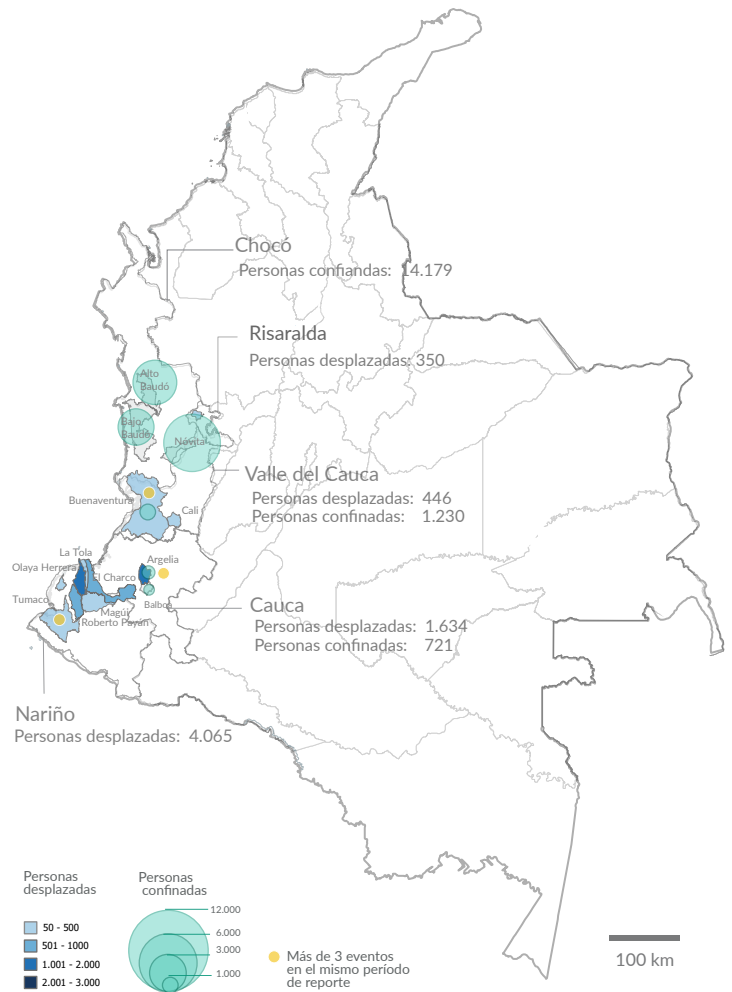 Chocó
Personas confiandas: 14.179
Risaralda
Personas desplazadas: 350
Alto
Baudó
Bajo
Baudó
Nóvita
Valle del Cauca
Personas desplazadas: 446
Personas confinadas: 1.230
Buenaventura
Cali
La Tola
Argelia
Olaya Herrera
El Charco
Tumaco
Balboa
Magüí
Roberto Payán
Cauca
Personas desplazadas: 1.634
Personas confinadas: 721
Nariño
Personas desplazadas: 4.065
Personas
desplazadas
50 - 500
501 - 1000
1.001 - 2.000
2.001 - 3.000
Personas
confinadas
12.000
6.000
3.000
1.000
Más de 3 eventos
en el mismo período
de reporte
100 km